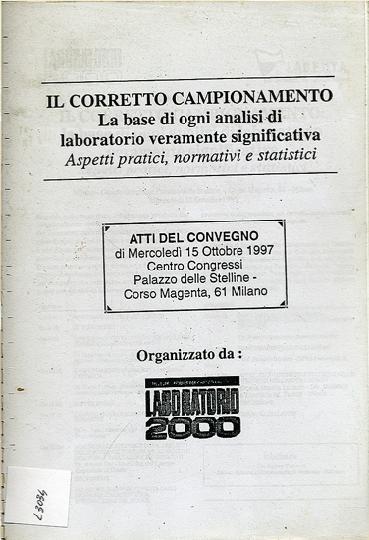 IL CORRETTO CAMPIONAMENTO
La base di ogni analisi di
laboratorio veramente significativa
Aspetti pratici, normativi e statistici
ATTI DEL CONVEGNO
di Mercoledì 15 Ottobre 1997
Centro Congressi
Palazzo delle Stelline -
Corso Magenta, 61 Milano
Organizzato da :
LABORATORIO
2000